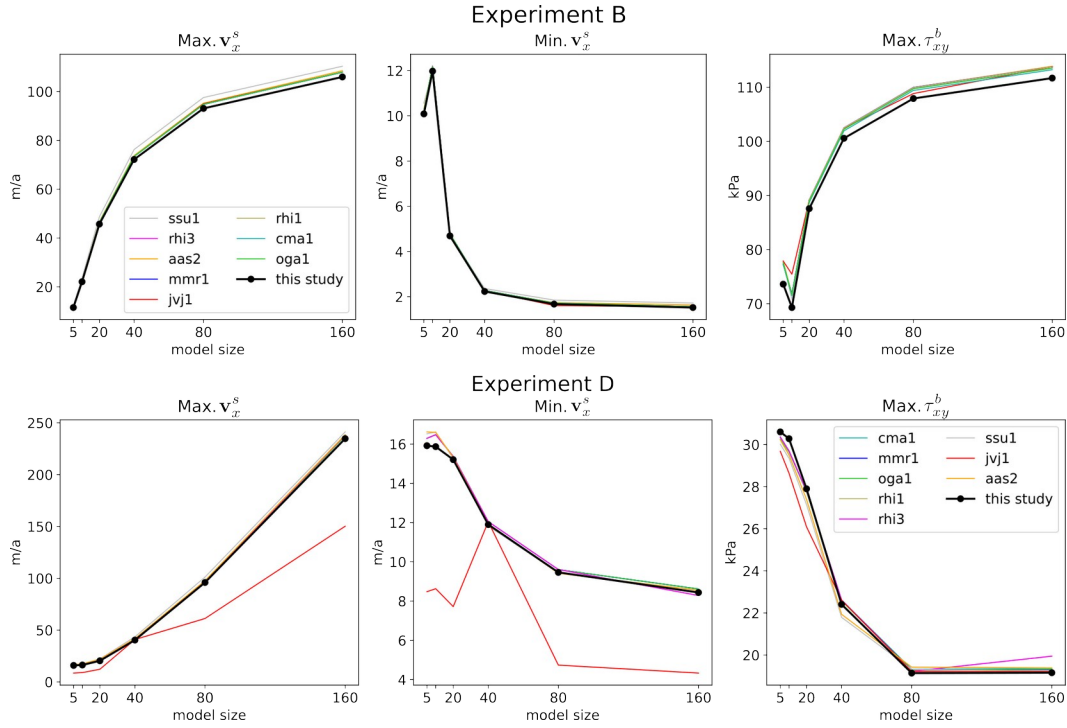 Experiment B
Max. v_x^s
Min. v_x^s
Max. τ_xy^b
100
80
60
40
20
m/a
5
20
40
80
160
model size
ssu1
rhi3
aas2
mmr1
jvj1
rhi1
cma1
oga1
this study
12
10
8
6
4
2
m/a
5
20
40
80
160
model size
110
100
90
80
70
kPa
5
20
40
80
160
model size
Experiment D
Max. v_x^s
Min. v_x^s
Max. τ_xy^b
250
200
150
100
50
0
m/a
5
20
40
80
160
model size
16
14
12
10
8
6
4
m/a
5
20
40
80
160
model size
30
28
26
24
22
20
kPa
5
20
40
80
160
model size
cma1
mmr1
oga1
rhi1
rhi3
ssu1
jvj1
aas2
this study